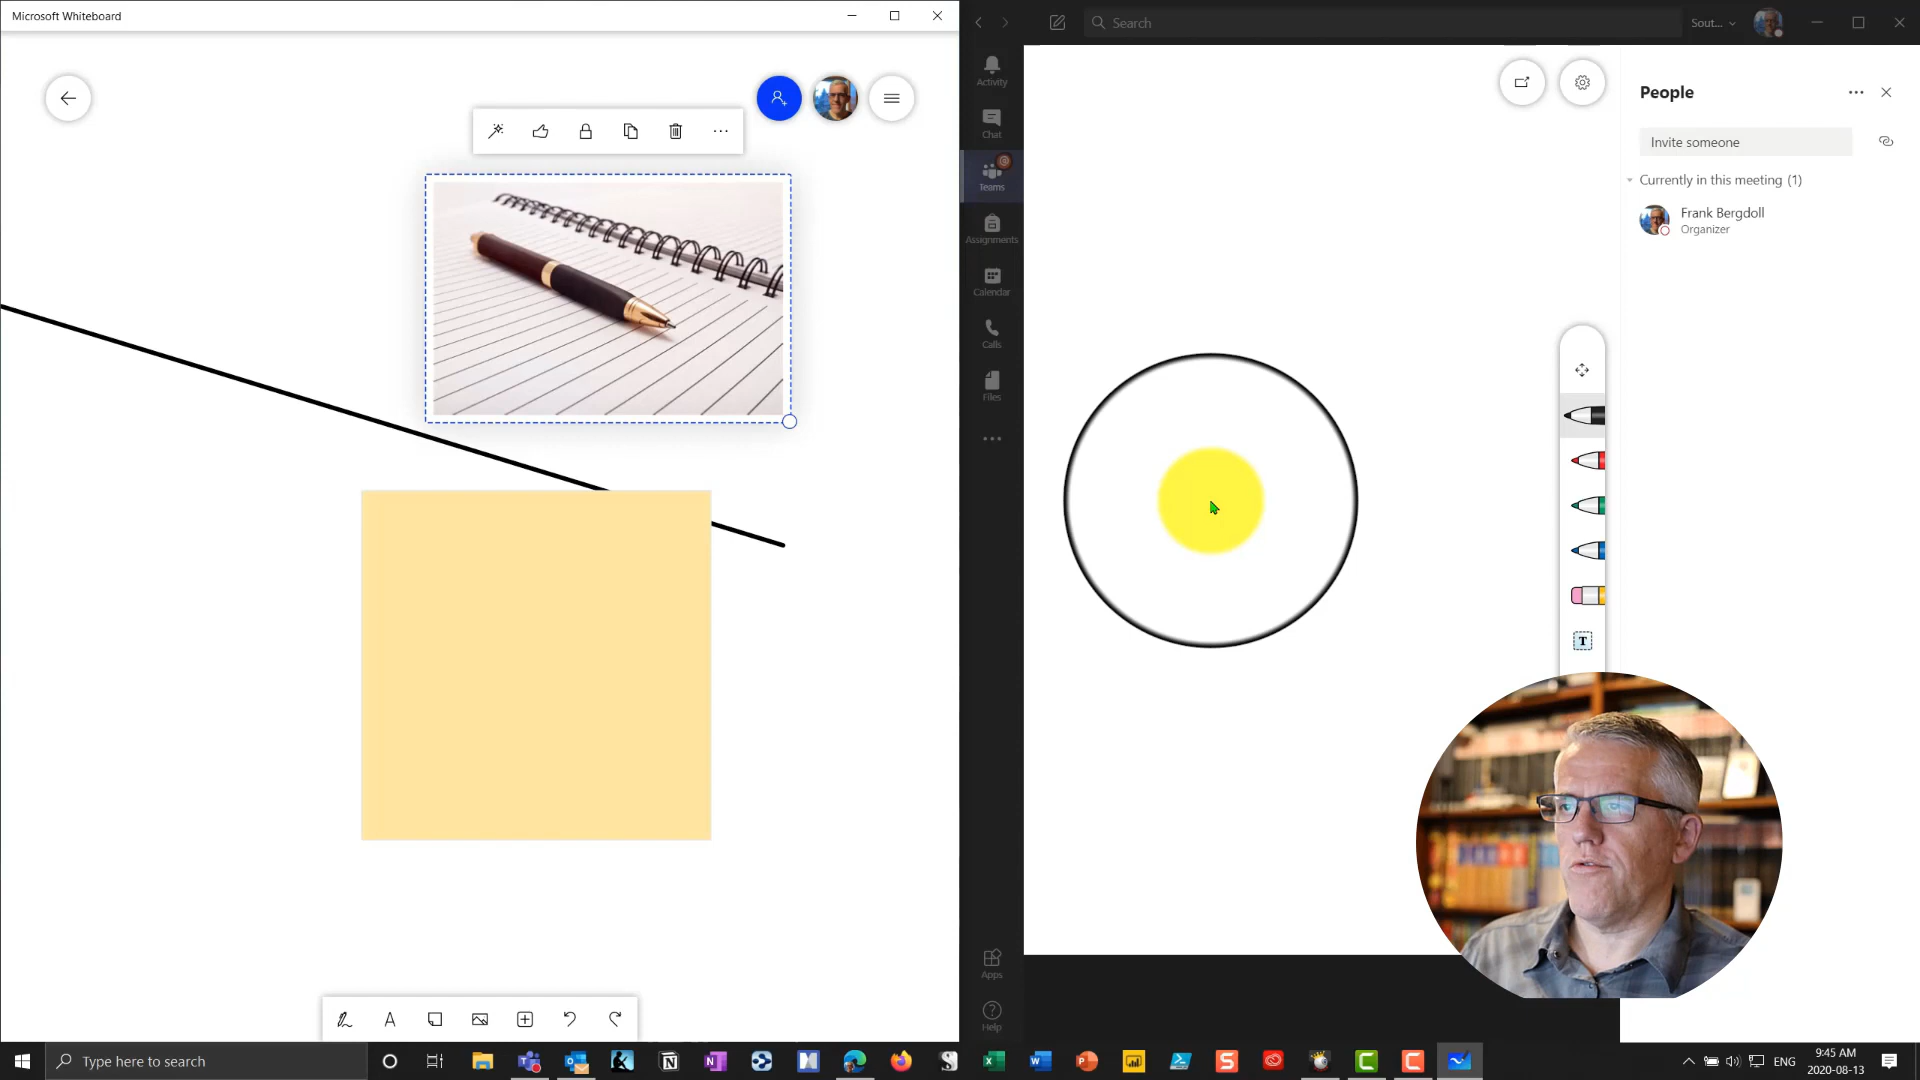 Microsoft Whiteboard
Search
Sout...
Activity
Chat
Teams
Assignments
Calendar
Calls
Files
Apps
Help
People
Invite someone
Currently in this meeting (1)
Frank Bergdoll
Organizer
T
Type here to search
ENG
9:45 AM
2020-08-13